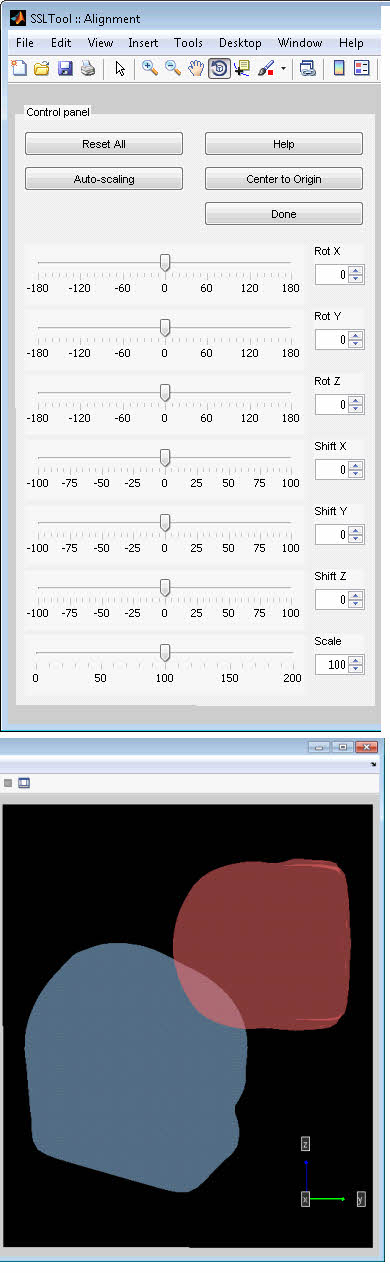 SSLTool :: Alignment
File Edit View Insert Tools Desktop Window Help
Control panel
Reset All Help
Auto-scaling Center to Origin
Done
Rot X
0
-180 -120 -60 0 60 120 180
Rot Y
0
-180 -120 -60 0 60 120 180
Rot Z
0
-180 -120 -60 0 60 120 180
Shift X
0
-100 -75 -50 -25 0 25 50 75 100
Shift Y
0
-100 -75 -50 -25 0 25 50 75 100
Shift Z
0
-100 -75 -50 -25 0 25 50 75 100
Scale
100
0 50 100 150 200
z
x y